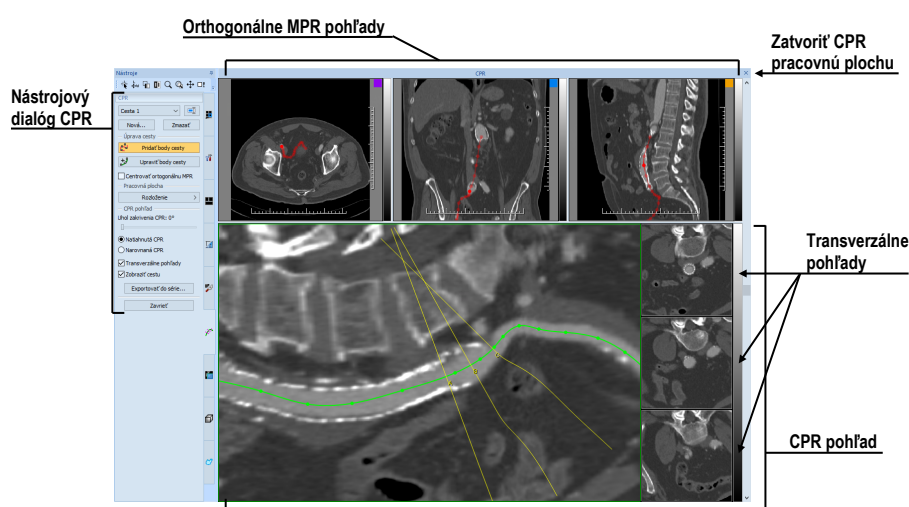 Orthogonálne MPR pohľady
Zatvoriť CPR
pracovnú plochu
Nástrojový
dialóg CPR
Nástroje
CPR
CPR
Cesta 1
Nová...
Zmazať
Úprava cesty
Pridať body cesty
Upraviť body cesty
Centrovať ortogonálnu MPR
Pracovná plocha
Rozloženie
CPR pohľad
Uhol zakrivenia CPR: 0°
Natiahnutá CPR
Narovnaná CPR
Transverzálne pohľady
Zobraziť cestu
Exportovať do série...
Zavrieť
Transverzálne
pohľady
CPR pohľad